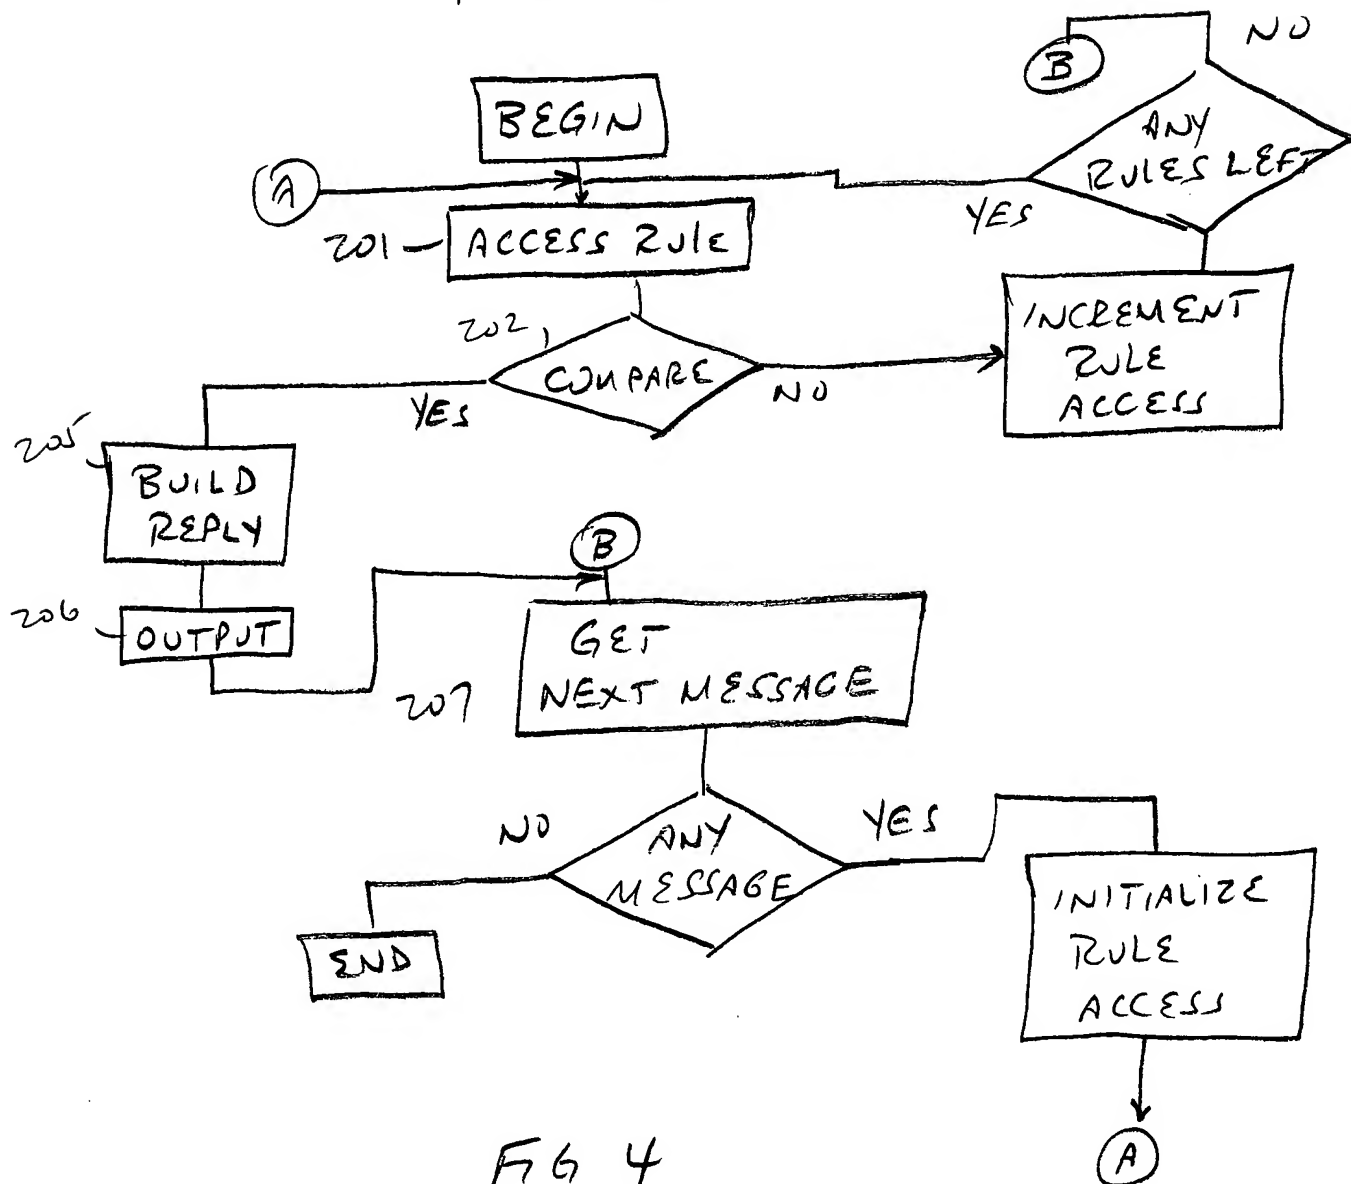 B
NO
BEGIN
ANY
RULES LEFT
A
YES
201
ACCESS RULE
202
COMPARE
YES
NO
INCREMENT
RULE
ACCESS
205
BUILD
REPLY
B
206
OUTPUT
GET
NEXT MESSAGE
207
NO
ANY
MESSAGE
YES
INITIALIZE
RULE
ACCESS
END
A
FIG 4